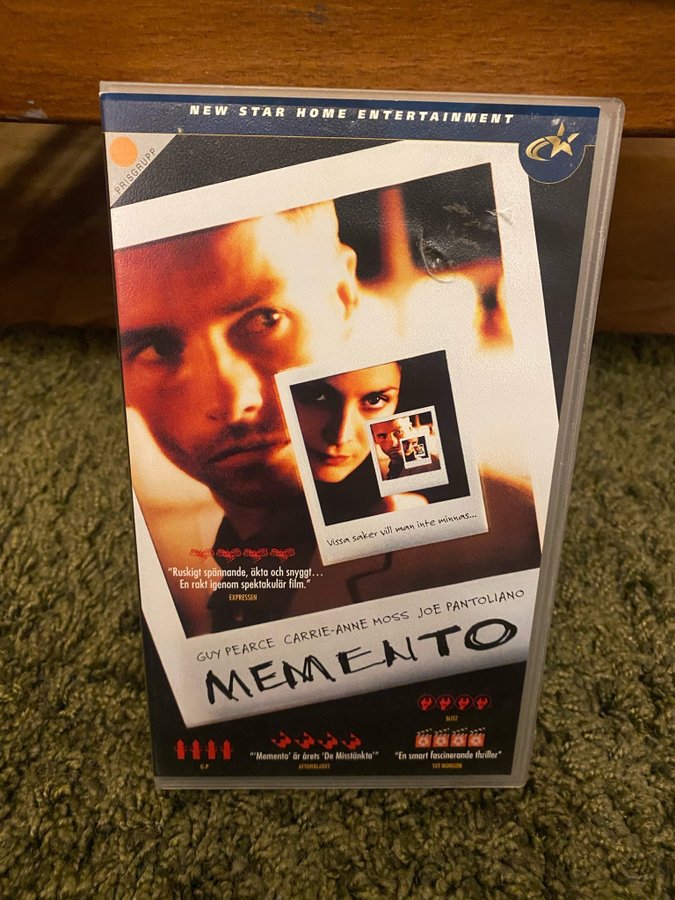 NEW STAR HOME ENTERTAINMENT
PRISGRUPP
Vissa saker vill man inte minnas...
"Ruskigt spännande, äkta och snyggt...
En rakt igenom spektakulär film."
EXPRESSEN
GUY PEARCE CARRIE-ANNE MOSS JOE PANTOLIANO
MEMENTO
SLITZ
G P
"'Memento' är årets 'De Misstänkta'"
AFTONBLADET
"En smart fascinerande thriller"
SVT MORGON